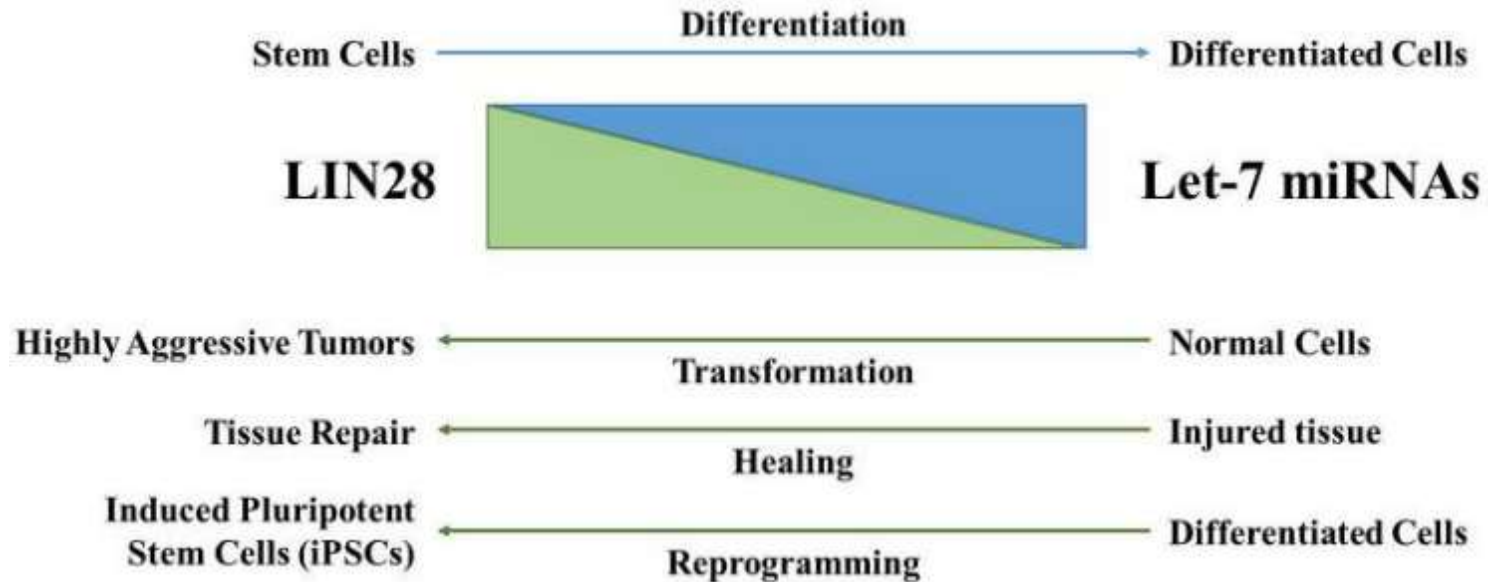 Differentiation
Stem Cells
Differentiated Cells
LIN28
Let-7 miRNAs
Highly Aggressive Tumors
Normal Cells
Transformation
Tissue Repair
Injured tissue
Healing
Induced Pluripotent
Stem Cells (iPSCs)
Differentiated Cells
Reprogramming